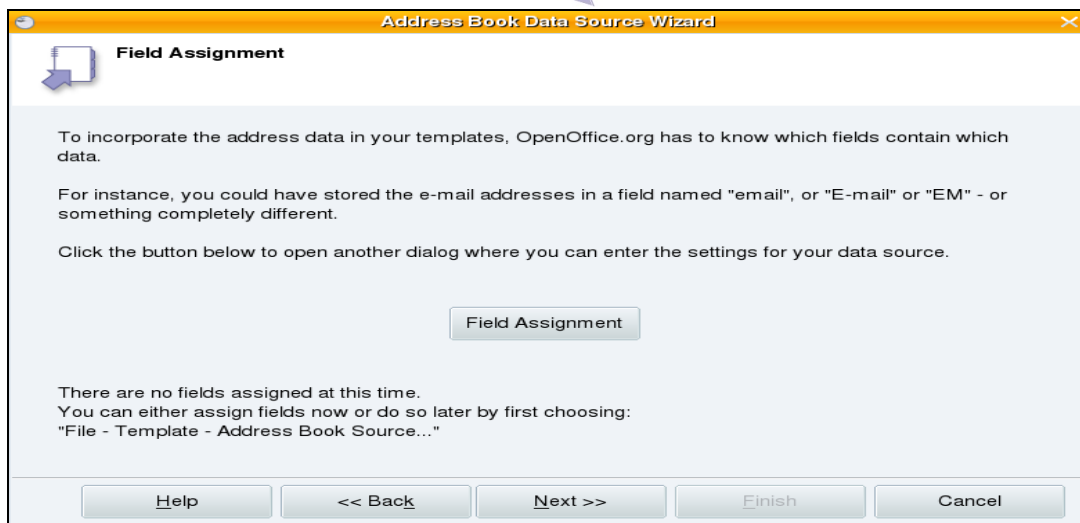 Address Book Data Source Wizard
Field Assignment
To incorporate the address data in your templates, OpenOffice.org has to know which fields contain which
data.
For instance, you could have stored the e-mail addresses in a field named "email", or "E-mail" or "EM" - or
something completely different.
Click the button below to open another dialog where you can enter the settings for your data source.
Field Assignment
There are no fields assigned at this time.
You can either assign fields now or do so later by first choosing:
"File - Template - Address Book Source..."
Help << Back Next >> Finish Cancel